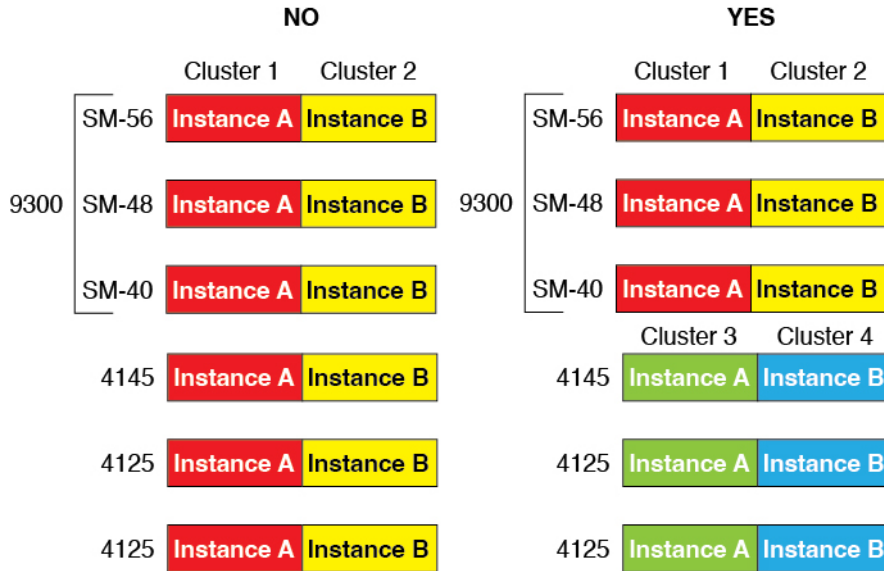 NO YES
Cluster 1 Cluster 2 Cluster 1 Cluster 2
SM-56 Instance A Instance B SM-56 Instance A Instance B
9300 SM-48 Instance A Instance B 9300 SM-48 Instance A Instance B
SM-40 Instance A Instance B SM-40 Instance A Instance B
Cluster 3 Cluster 4
4145 Instance A Instance B 4145 Instance A Instance B
4125 Instance A Instance B 4125 Instance A Instance B
4125 Instance A Instance B 4125 Instance A Instance B